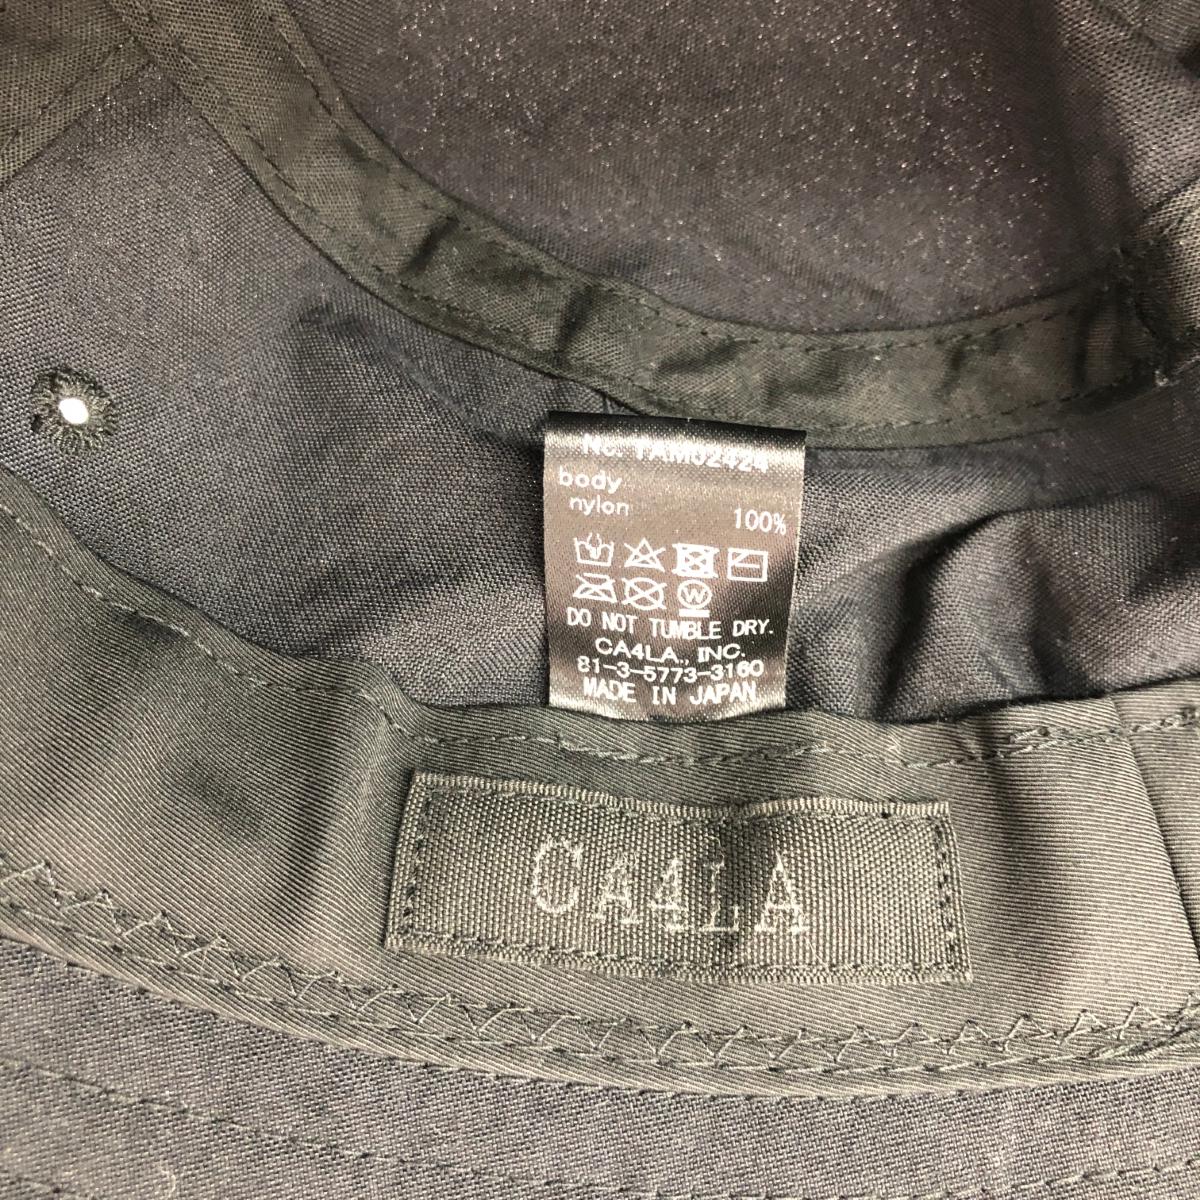 No. TAM02424
body
nylon 100%
W
DO NOT TUMBLE DRY.
CA4LA., INC.
81-3-5773-3160
MADE IN JAPAN
CA4LA